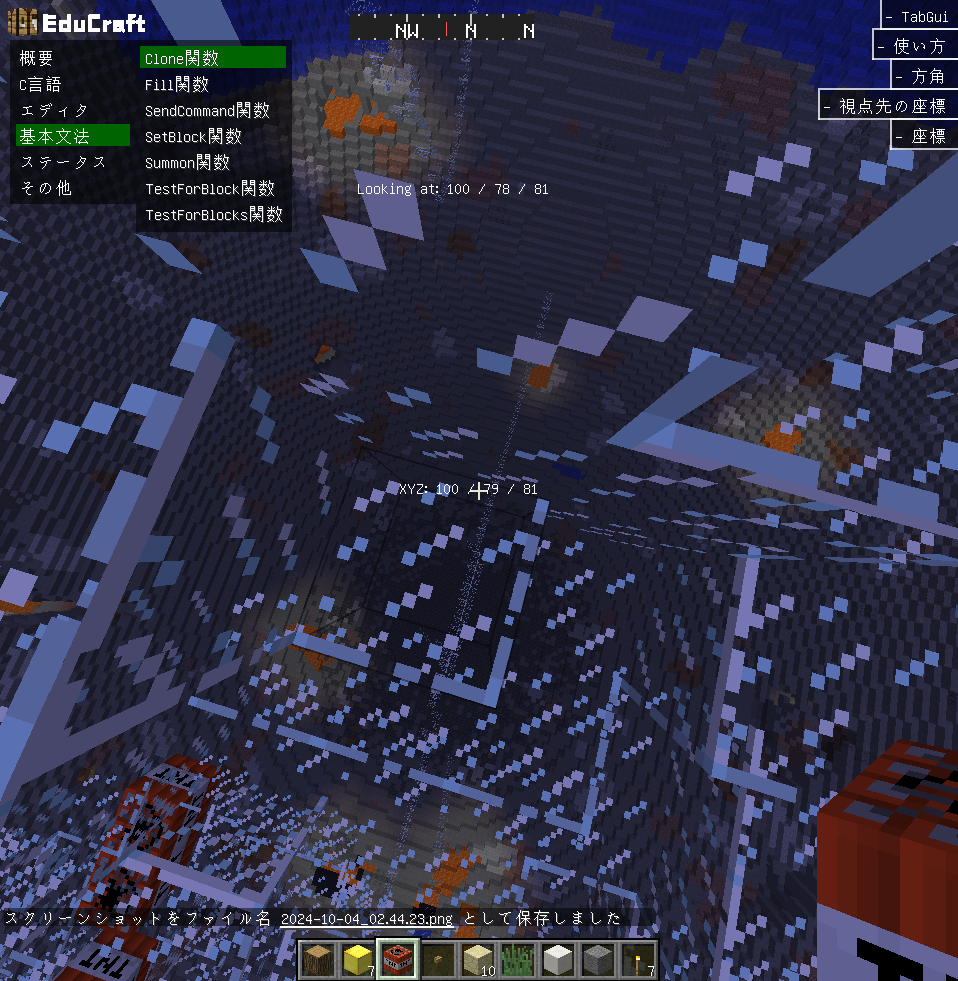 EduCraft
概要
C言語
エディタ
基本文法
ステータス
その他
Clone関数
Fill関数
SendCommand関数
SetBlock関数
Summon関数
TestForBlock関数
TestForBlocks関数
NW N N
- TabGui
- 使い方
- 方角
- 視点先の座標
- 座標
Looking at: 100 / 78 / 81
XYZ: 100 / 79 / 81
TNT
TNT
スクリーンショットをファイル名 2024-10-04_02.44.23.png として保存しました
7
10
7